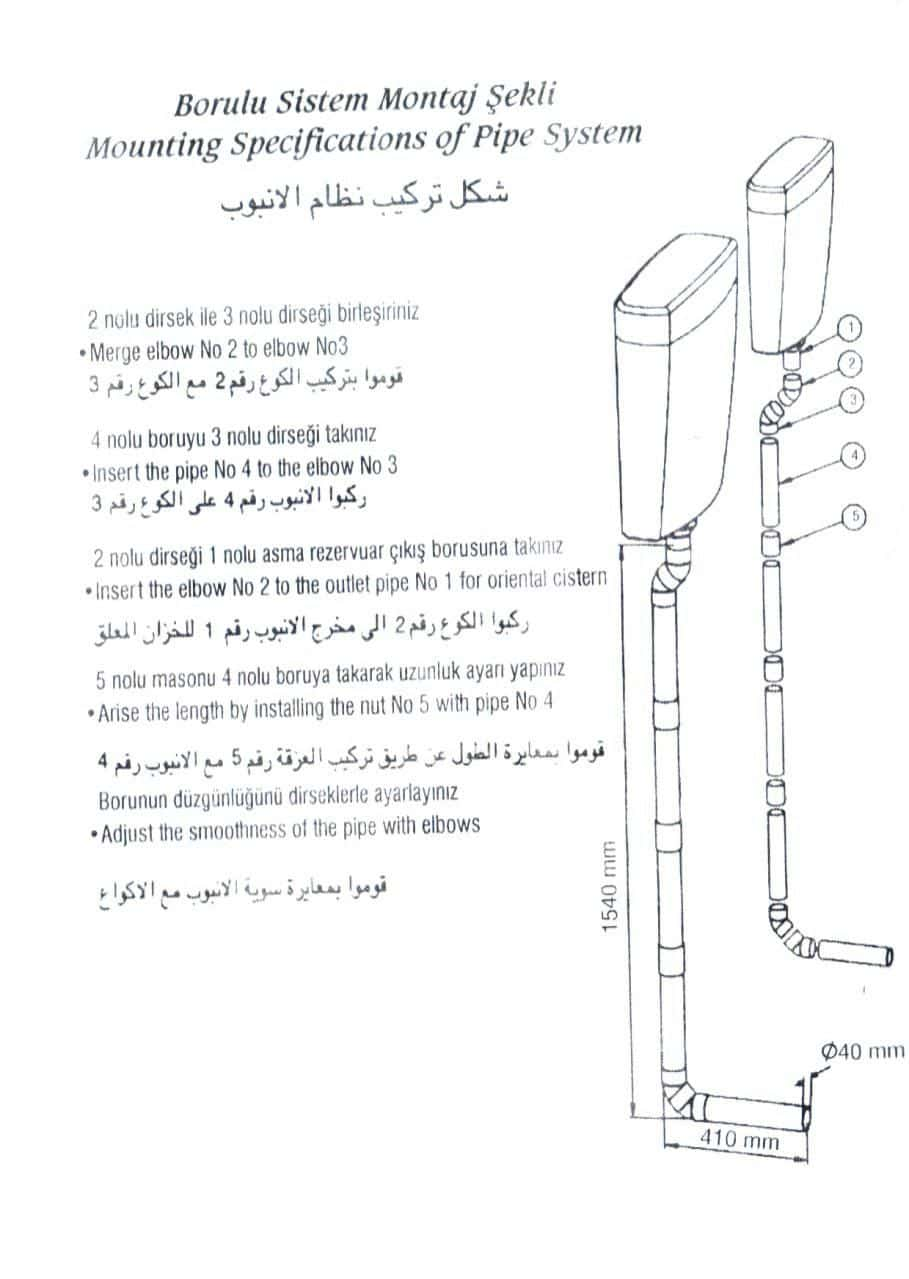 Borulu Sistem Montaj Şekli
Mounting Specifications of Pipe System
شكل تركيب نظام الانبوب
2 nolu dirsek ile 3 nolu dirseği birleşiriniz
• Merge elbow No 2 to elbow No3
قوموا بتركيب الكوع رقم 2 مع الكوع رقم 3
4 nolu boruyu 3 nolu dirseği takınız
• Insert the pipe No 4 to the elbow No 3
ركبوا الانبوب رقم 4 على الكوع رقم 3
2 nolu dirseği 1 nolu asma rezervuar çıkış borusuna takınız
• Insert the elbow No 2 to the outlet pipe No 1 for oriental cistern
ركبوا الكوع رقم 2 الى مخرج الانبوب رقم 1 للخزان المعلق
5 nolu masonu 4 nolu boruya takarak uzunluk ayarı yapınız
• Arise the length by installing the nut No 5 with pipe No 4
قوموا بمعايرة الطول عن طريق تركيب العزقة رقم 5 مع الانبوب رقم 4
Borunun düzgünlüğünü dirseklerle ayarlayınız
• Adjust the smoothness of the pipe with elbows
قوموا بمعايرة سوية الانبوب مع الاكواع
1
2
3
4
5
1540 mm
Ø40 mm
410 mm